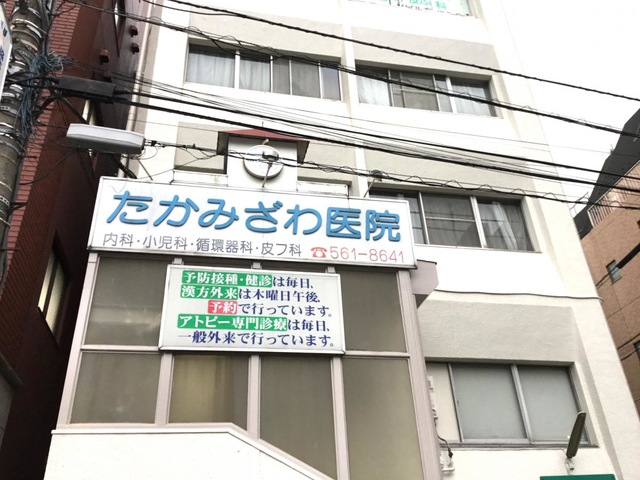 たかみざわ医院
内科・小児科・循環器科・皮フ科 ☎561-8641
予防接種・健診は毎日、
漢方外来は木曜日午後、
予約で行っています。
アトピー専門診療は毎日、
一般外来で行っています。